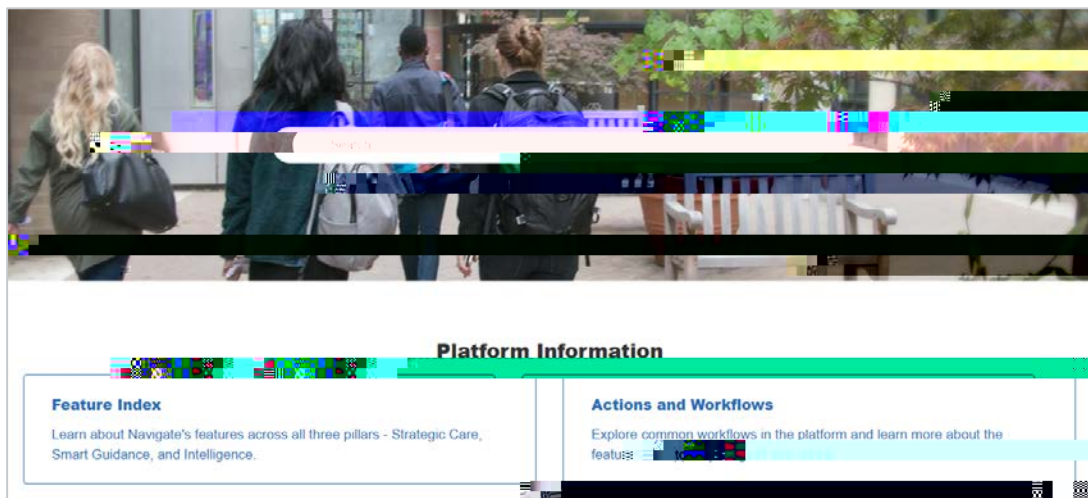 Search
Platform Information
Feature Index
Actions and Workflows
Learn about Navigate's features across all three pillars - Strategic Care,
Smart Guidance, and Intelligence.
Explore common workflows in the platform and learn more about the